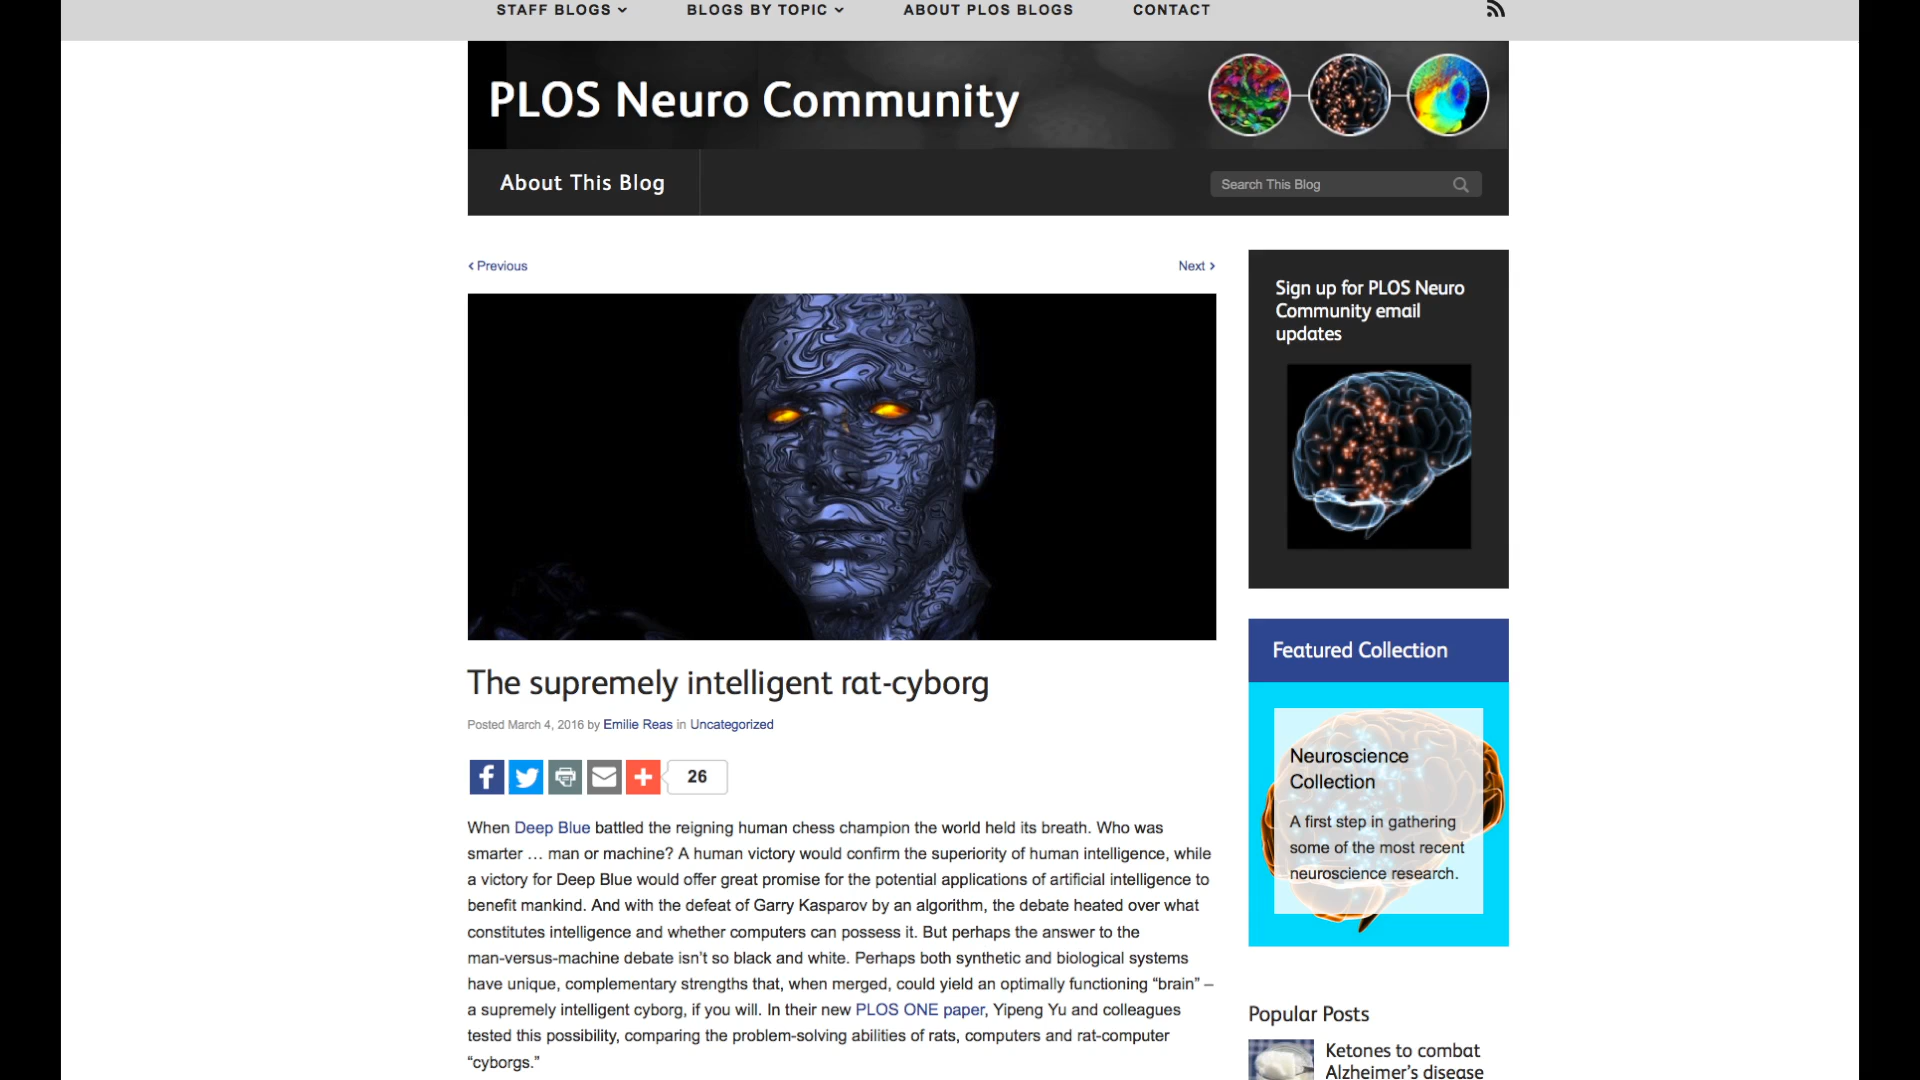 STAFF BLOGS
BLOGS BY TOPIC
ABOUT PLOS BLOGS
CONTACT
PLOS Neuro Community
About This Blog
Search This Blog
‹ Previous
Next ›
The supremely intelligent rat-cyborg
Posted March 4, 2016 by Emilie Reas in Uncategorized
26
When Deep Blue battled the reigning human chess champion the world held its breath. Who was
smarter … man or machine? A human victory would confirm the superiority of human intelligence, while
a victory for Deep Blue would offer great promise for the potential applications of artificial intelligence to
benefit mankind. And with the defeat of Garry Kasparov by an algorithm, the debate heated over what
constitutes intelligence and whether computers can possess it. But perhaps the answer to the
man-versus-machine debate isn’t so black and white. Perhaps both synthetic and biological systems
have unique, complementary strengths that, when merged, could yield an optimally functioning “brain” –
a supremely intelligent cyborg, if you will. In their new PLOS ONE paper, Yipeng Yu and colleagues
tested this possibility, comparing the problem-solving abilities of rats, computers and rat-computer
“cyborgs.”
Sign up for PLOS Neuro
Community email
updates
Featured Collection
Neuroscience
Collection
A first step in gathering
some of the most recent
neuroscience research.
Popular Posts
Ketones to combat
Alzheimer’s disease